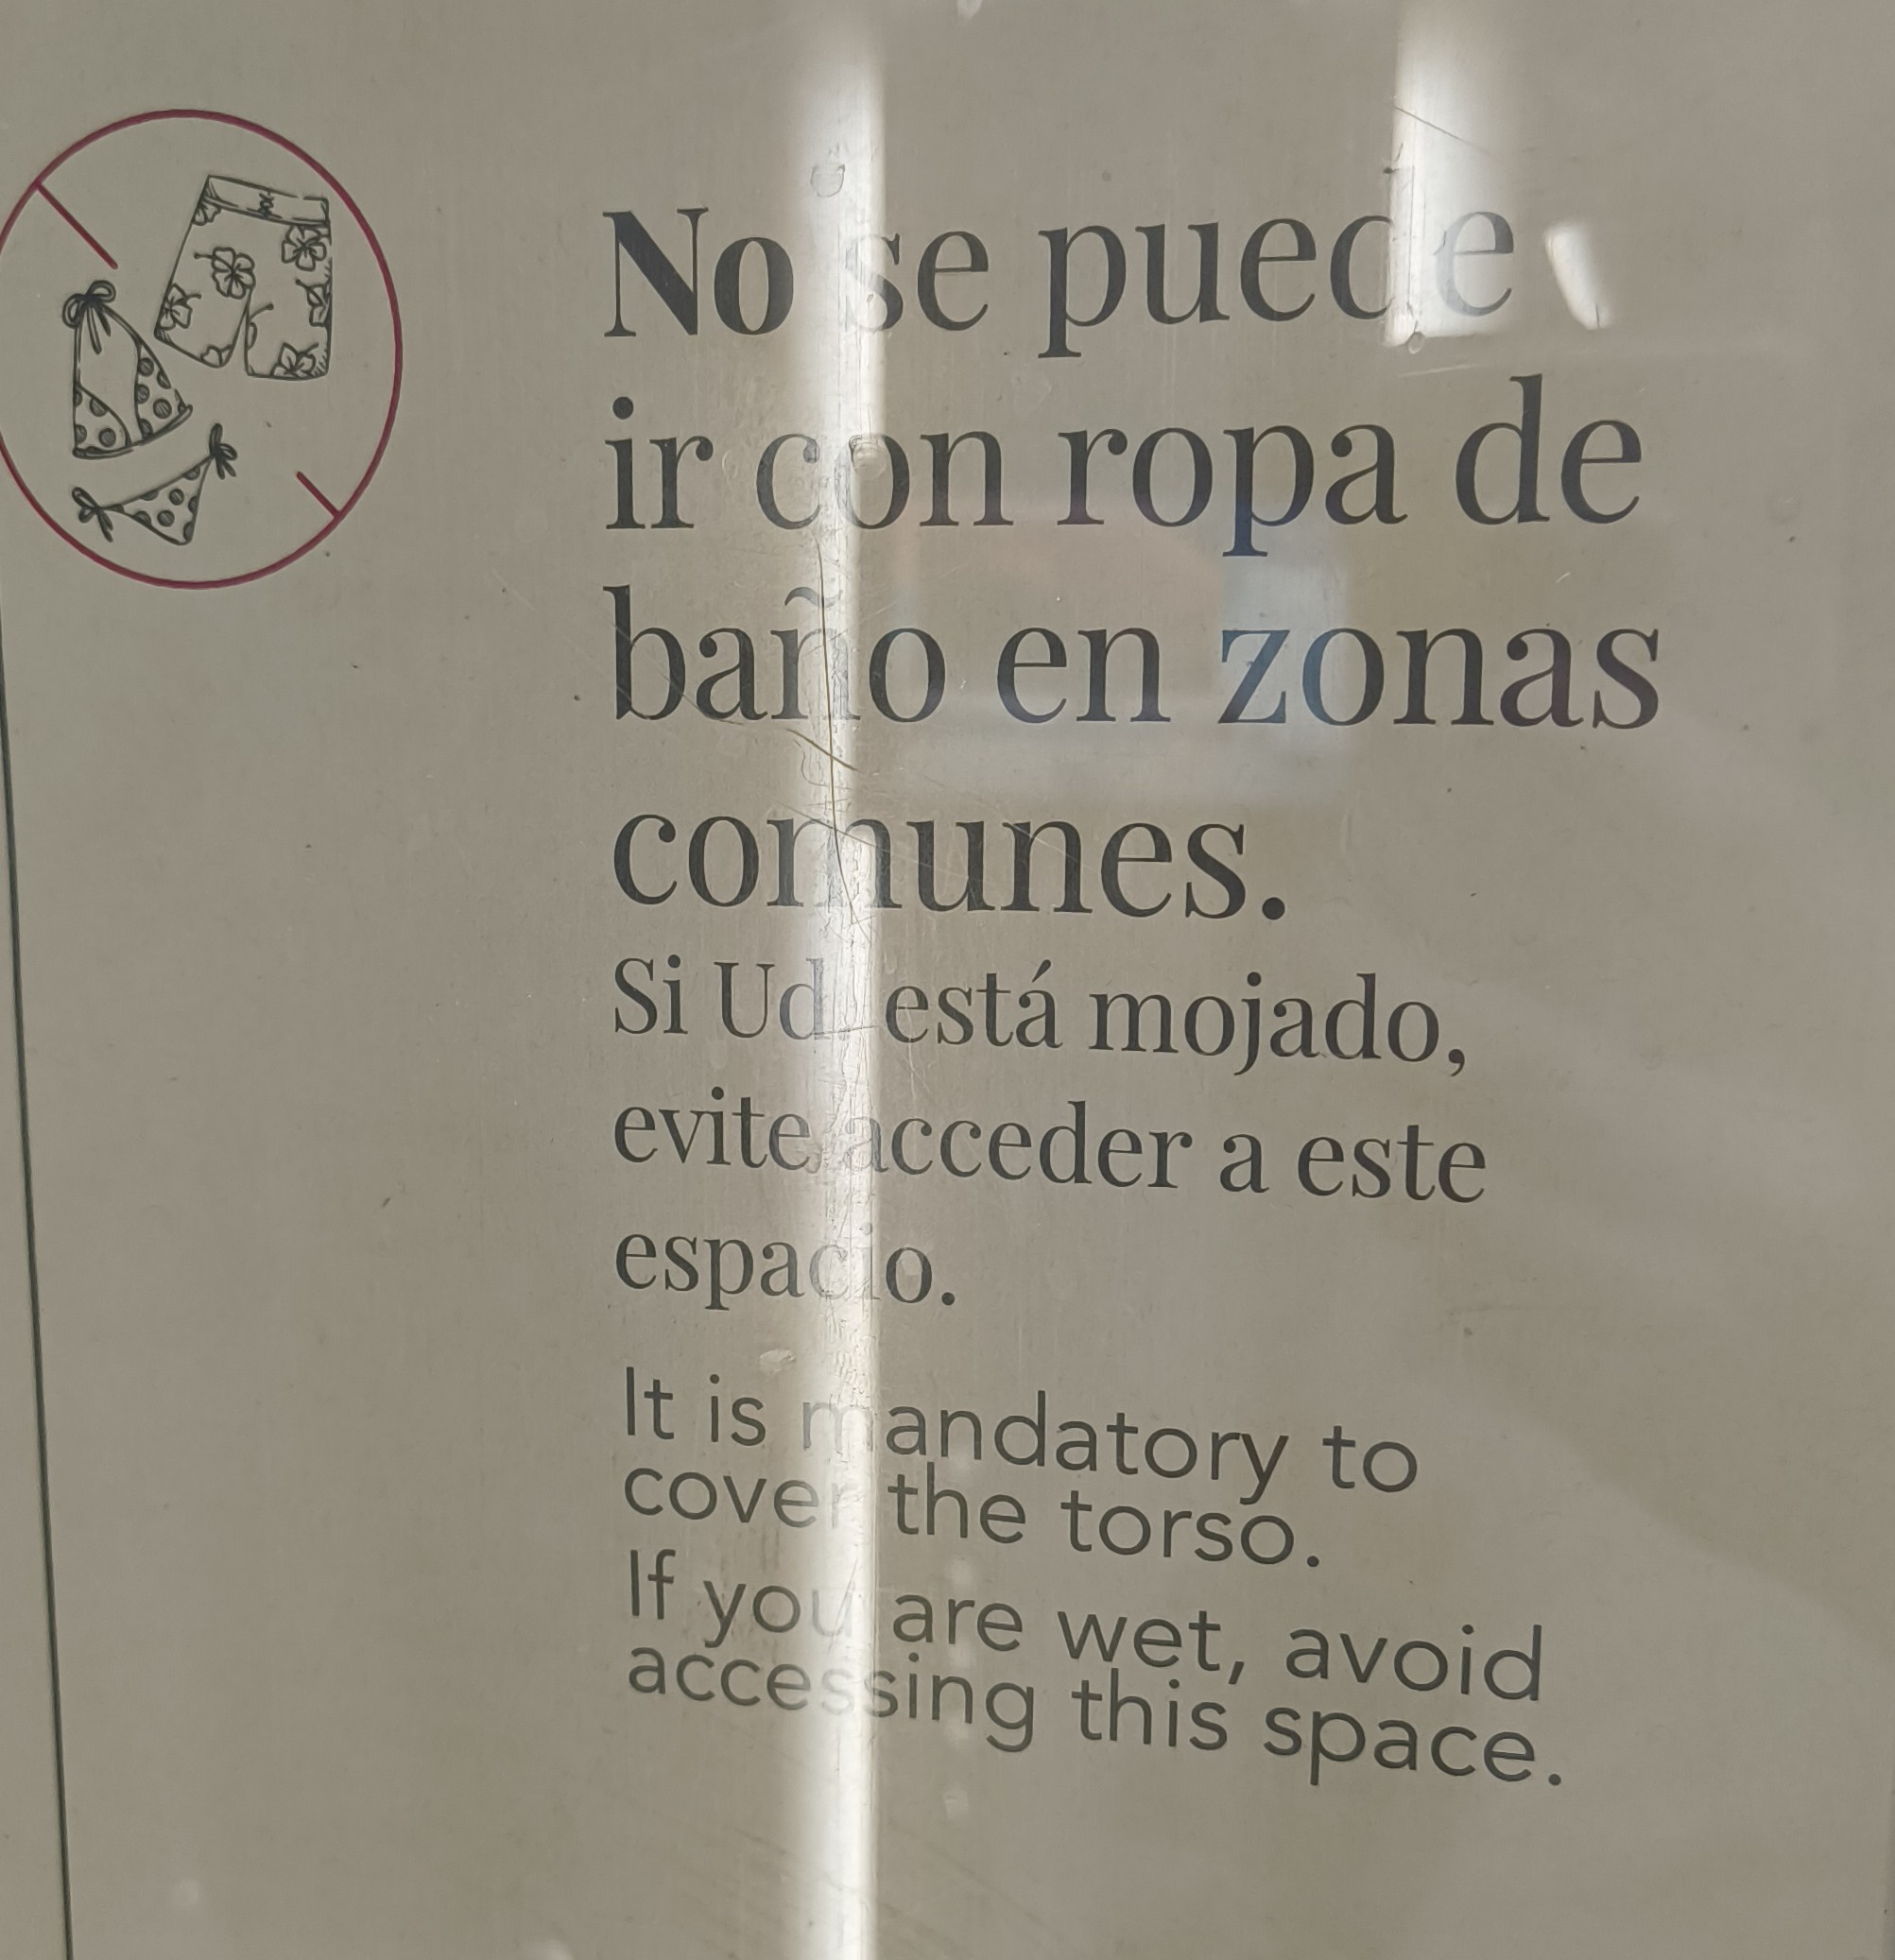 No se puede
ir con ropa de
baño en zonas
comunes.
Si Ud. está mojado,
evite acceder a este
espacio.
It is mandatory to
cover the torso.
If you are wet, avoid
accessing this space.